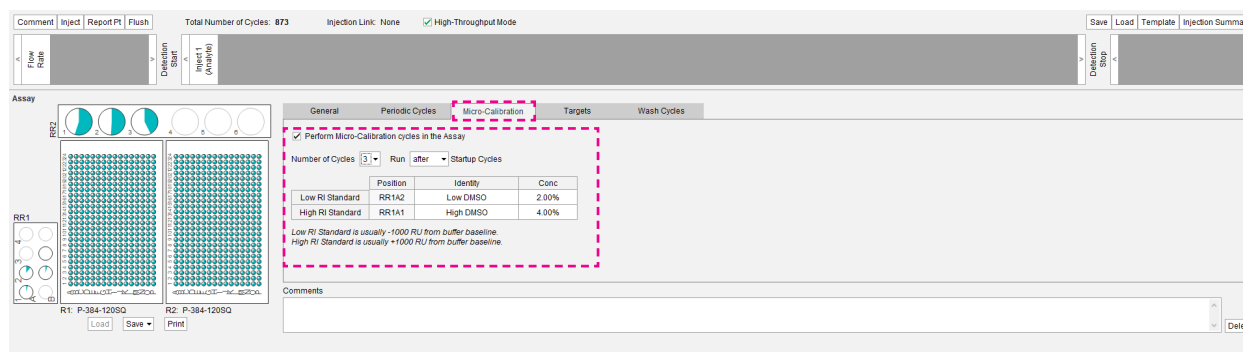 Comment Inject Report Pt Flush Total Number of Cycles: 873 Injection Link: None High-Throughput Mode Save Load Template Injection Summa
< Flow Rate > Detection Start < Inject 1 (Analyte) > Detection Stop <
Assay
General Periodic Cycles Micro-Calibration Targets Wash Cycles
RR2
1 2 3 4 5 6
Perform Micro-Calibration cycles in the Assay
Number of Cycles 3 Run after Startup Cycles
Position Identity Conc
Low RI Standard RR1A2 Low DMSO 2.00%
High RI Standard RR1A1 High DMSO 4.00%
Low RI Standard is usually -1000 RU from buffer baseline.
High RI Standard is usually +1000 RU from buffer baseline.
RR1
4
3
2
1 A B
Comments
R1: P-384-120SQ R2: P-384-120SQ
Load Save Print
Dele